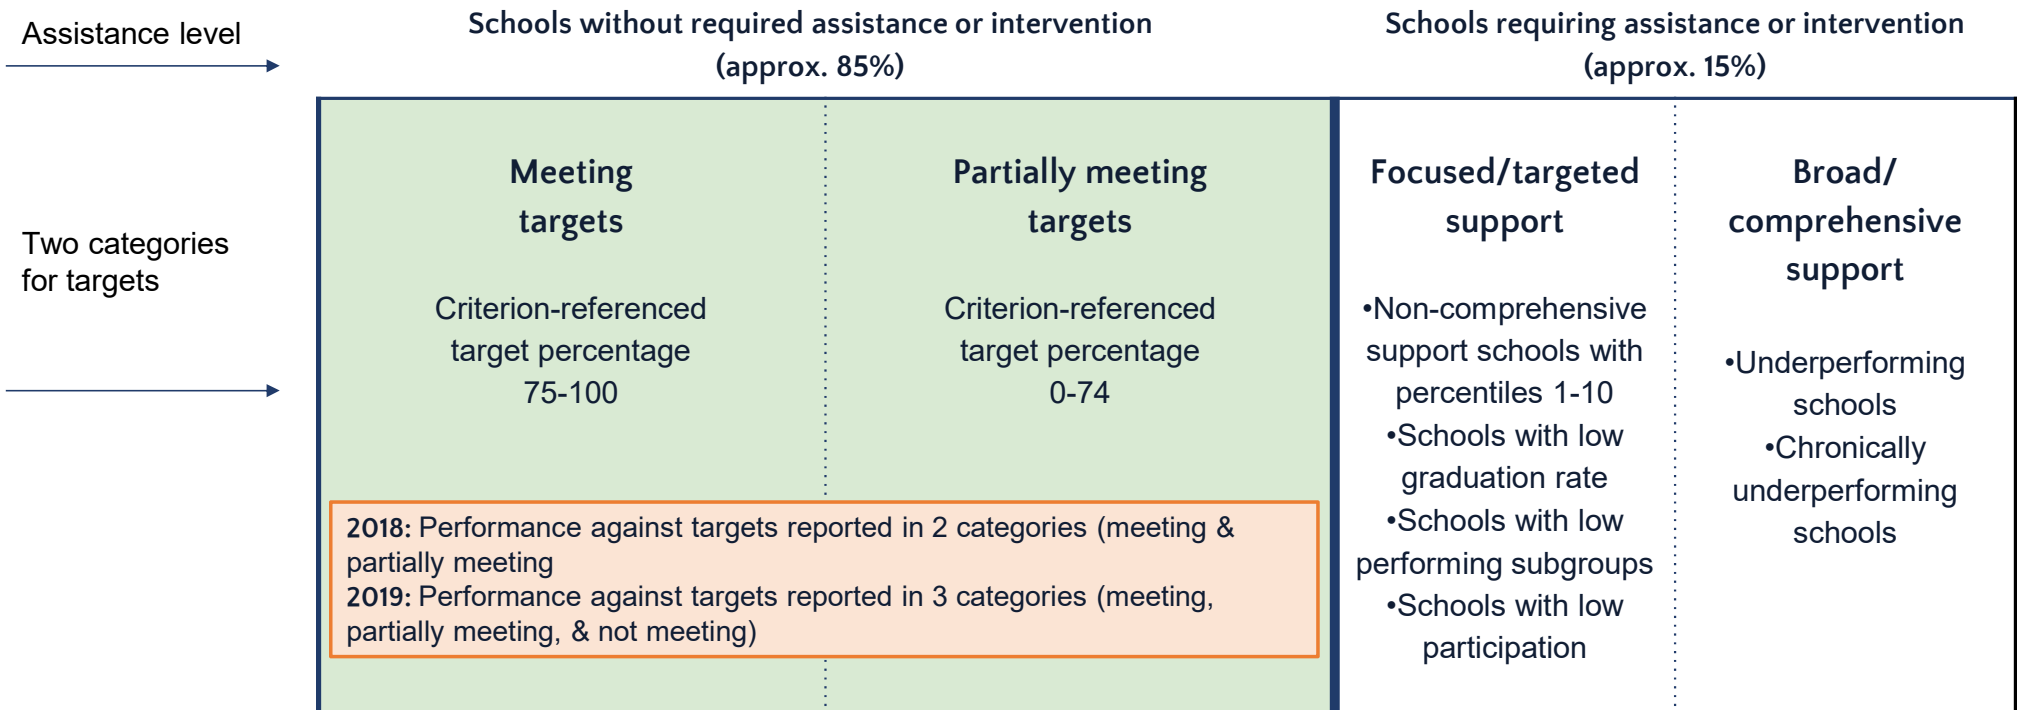 Assistance level
Schools without required assistance or intervention
(approx. 85%)
Schools requiring assistance or intervention
(approx. 15%)
Two categories
for targets
Meeting
targets
Criterion-referenced
target percentage
75-100
Partially meeting
targets
Criterion-referenced
target percentage
0-74
2018: Performance against targets reported in 2 categories (meeting &
partially meeting
2019: Performance against targets reported in 3 categories (meeting,
partially meeting, & not meeting)
Focused/targeted
support
•Non-comprehensive
support schools with
percentiles 1-10
•Schools with low
graduation rate
•Schools with low
performing subgroups
•Schools with low
participation
Broad/
comprehensive
support
•Underperforming
schools
•Chronically
underperforming
schools